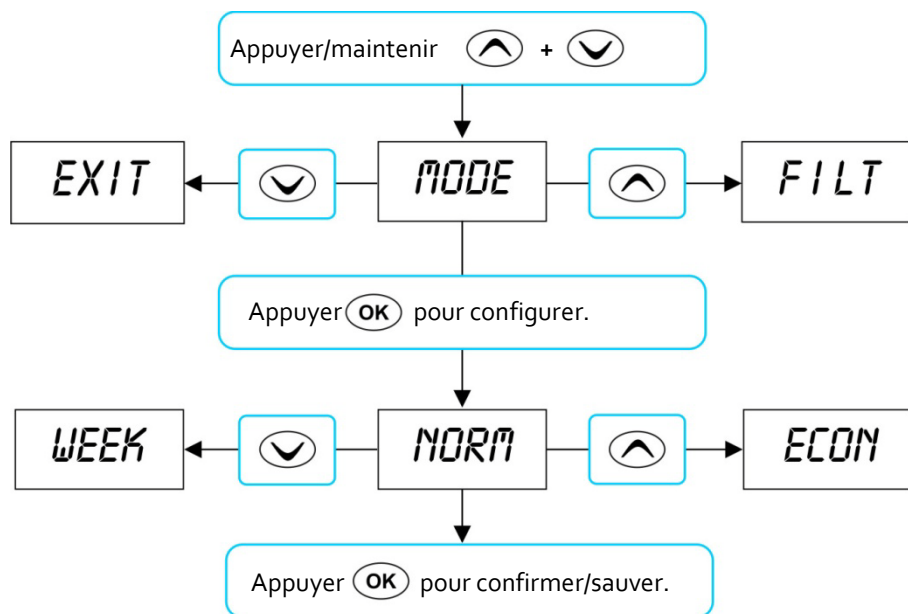 Appuyer/maintenir +
EXIT MODE FILT
Appuyer OK pour configurer.
WEEK NORM ECON
Appuyer OK pour confirmer/sauver.